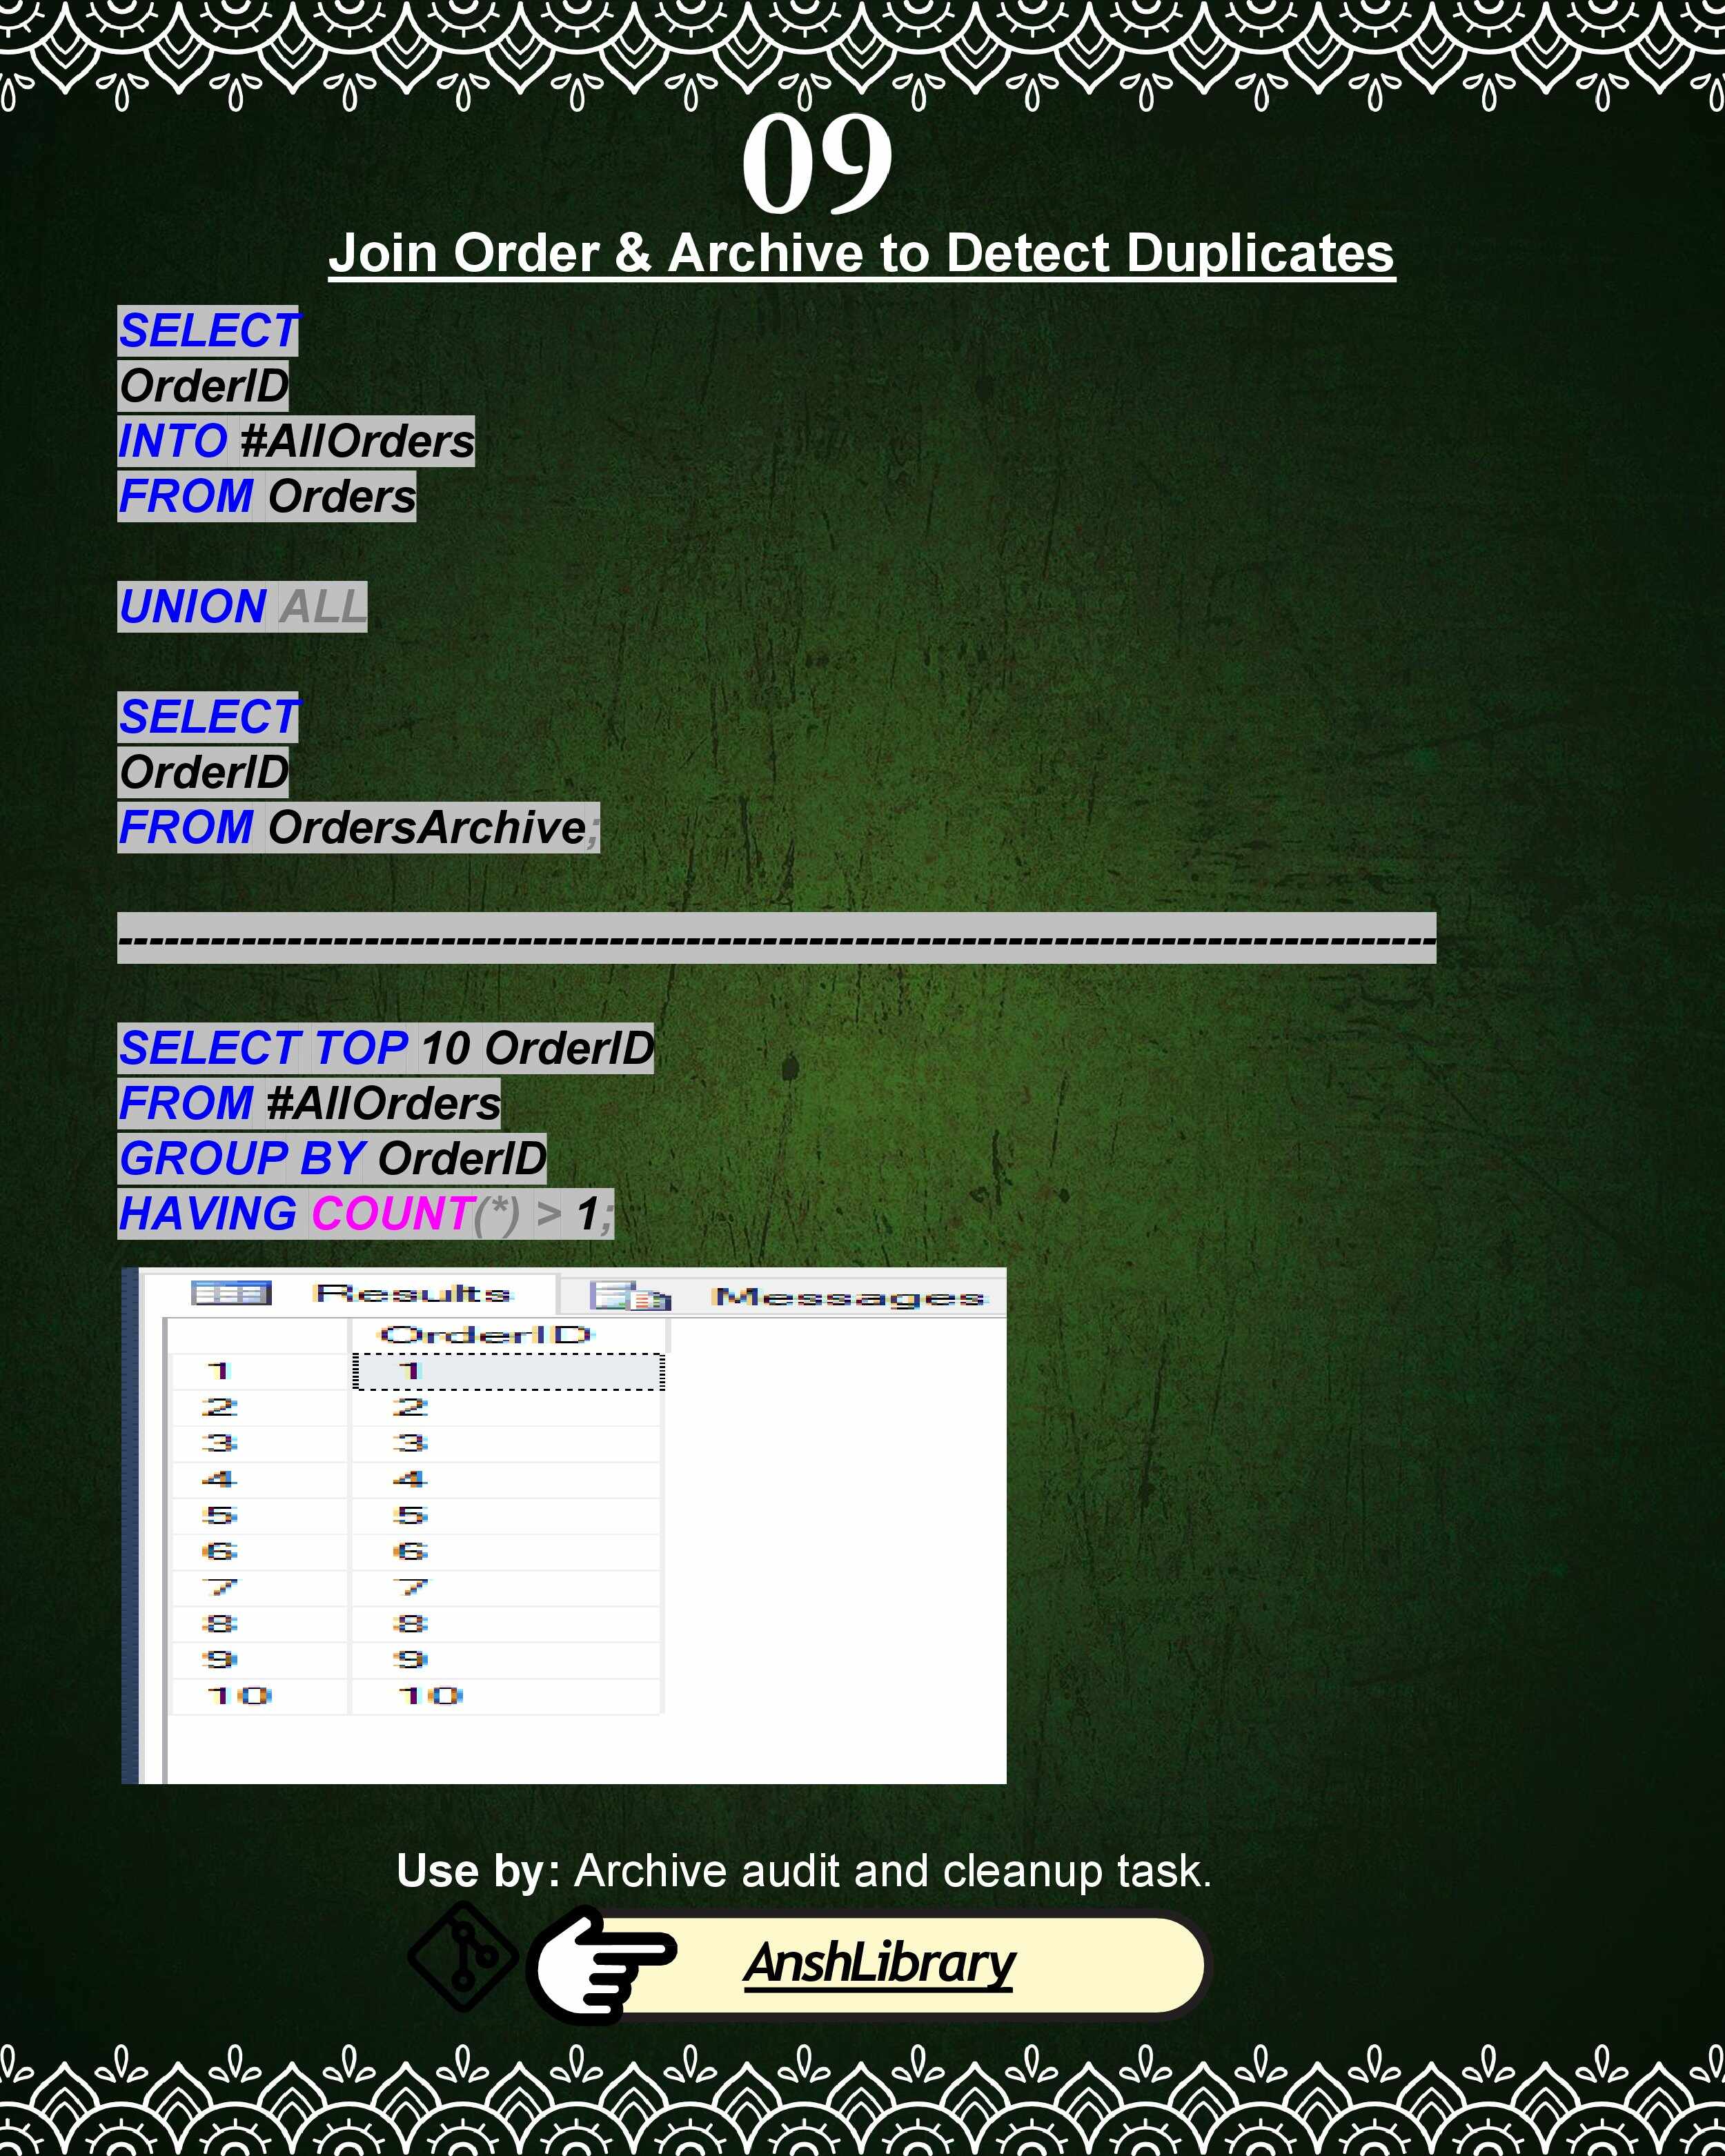 09
Join Order & Archive to Detect Duplicates
SELECT
OrderID
INTO #AllOrders
FROM Orders
UNION ALL
SELECT
OrderID
FROM OrdersArchive;
--------------------------------------------------------------------------------------
SELECT TOP 10 OrderID
FROM #AllOrders
GROUP BY OrderID
HAVING COUNT(*) > 1;
Results Messages
OrderID
1 1
2 2
3 3
4 4
5 5
6 6
7 7
8 8
9 9
10 10
Use by: Archive audit and cleanup task.
AnshLibrary